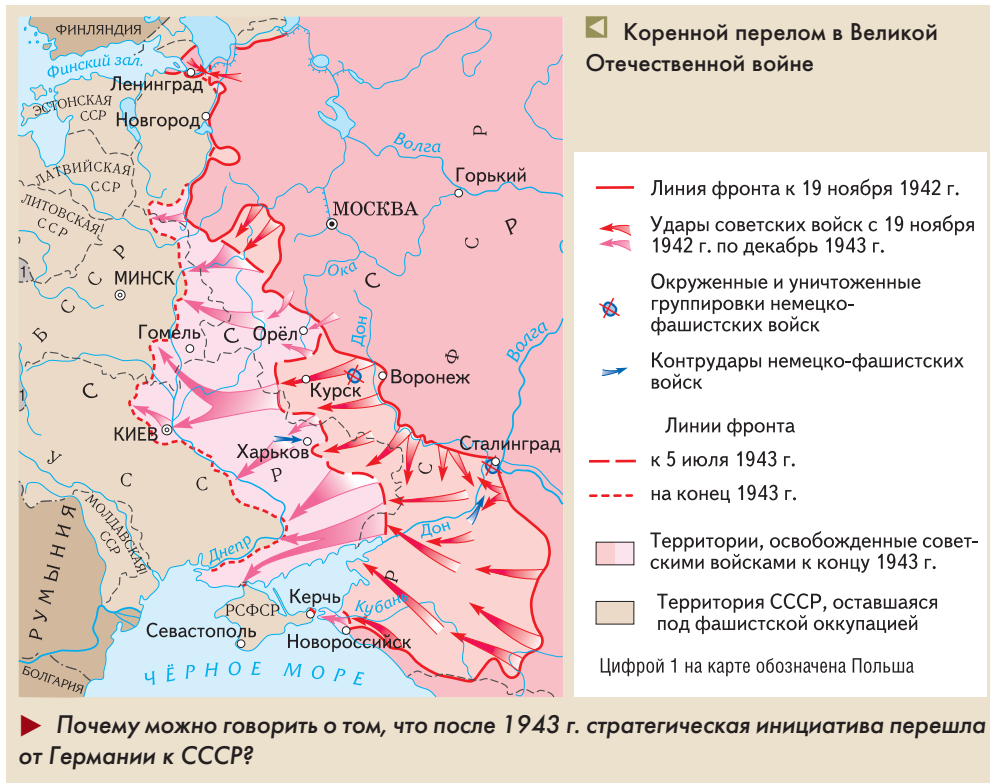 Коренной перелом в Великой
Отечественной войне
ФИНЛЯНДИЯ
Финский зал.
Ленинград
ЭСТОНСКАЯ
ССР
Новгород
ЛАТВИЙСКАЯ
ССР
ЛИТОВСКАЯ
ССР
Волга
Горький
МОСКВА
Ока
МИНСК
1
Гомель
Орёл
Дон
Волга
Воронеж
Курск
КИЕВ
Харьков
Сталинград
Б С С Р
У С С Р
С С С Р
Р С Ф С Р
МОЛДАВСКАЯ
ССР
РУМЫНИЯ
Днепр
Дон
РСФСР
Керчь
Кубань
Севастополь
Новороссийск
БОЛГАРИЯ
ЧЁРНОЕ МОРЕ
1
Линия фронта к 19 ноября 1942 г.
Удары советских войск с 19 ноября
1942 г. по декабрь 1943 г.
Окруженные и уничтоженные
группировки немецко-
фашистских войск
Контрудары немецко-фашистских
войск
Линии фронта
к 5 июля 1943 г.
на конец 1943 г.
Территории, освобожденные совет-
скими войсками к концу 1943 г.
Территория СССР, оставшаяся
под фашистской оккупацией
Цифрой 1 на карте обозначена Польша
Почему можно говорить о том, что после 1943 г. стратегическая инициатива перешла
от Германии к СССР?